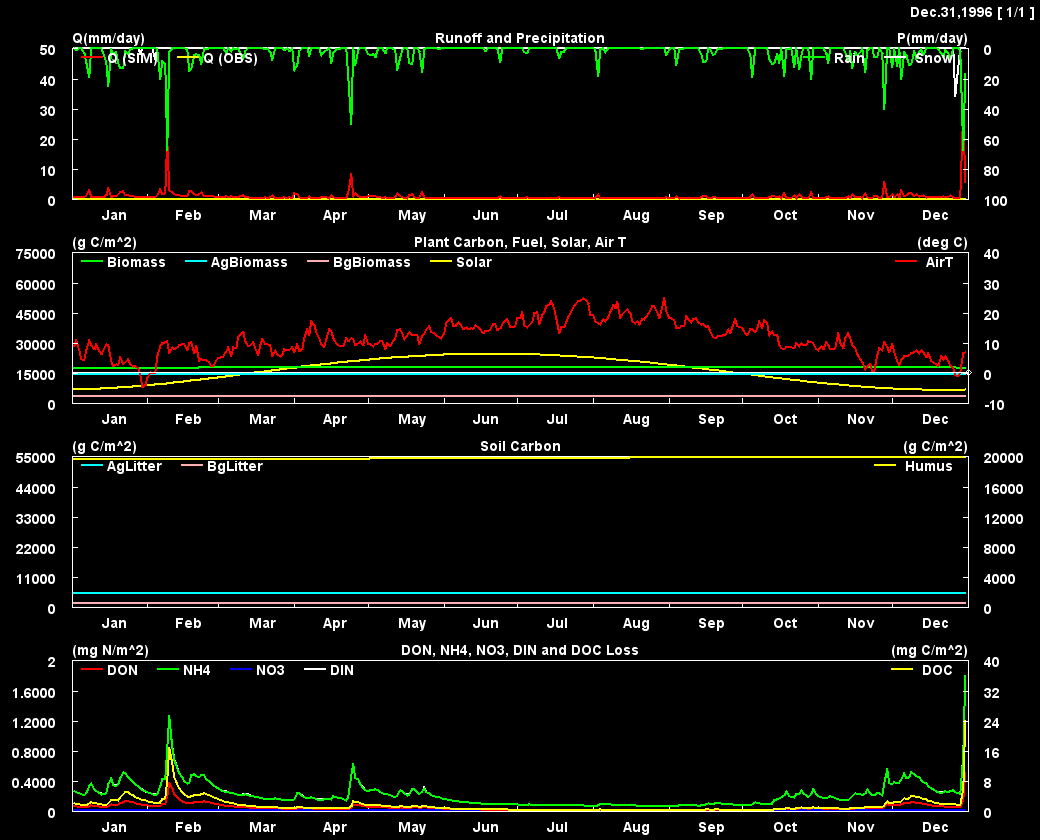 Dec.31,1996 [ 1/1 ]
Q(mm/day) Runoff and Precipitation P(mm/day)
Q (SIM) Q (OBS) Rain Snow
50 0
40 20
30 40
20 60
10 80
0 100
Jan Feb Mar Apr May Jun Jul Aug Sep Oct Nov Dec
(g C/m^2) Plant Carbon, Fuel, Solar, Air T (deg C)
75000 40
Biomass AgBiomass BgBiomass Solar AirT
60000 30
45000 20
30000 10
15000 0
0 -10
Jan Feb Mar Apr May Jun Jul Aug Sep Oct Nov Dec
(g C/m^2) Soil Carbon (g C/m^2)
55000 20000
AgLitter BgLitter Humus
44000 16000
33000 12000
22000 8000
11000 4000
0 0
Jan Feb Mar Apr May Jun Jul Aug Sep Oct Nov Dec
(mg N/m^2) DON, NH4, NO3, DIN and DOC Loss (mg C/m^2)
2 40
DON NH4 NO3 DIN DOC
1.6000 32
1.2000 24
0.8000 16
0.4000 8
0 0
Jan Feb Mar Apr May Jun Jul Aug Sep Oct Nov Dec